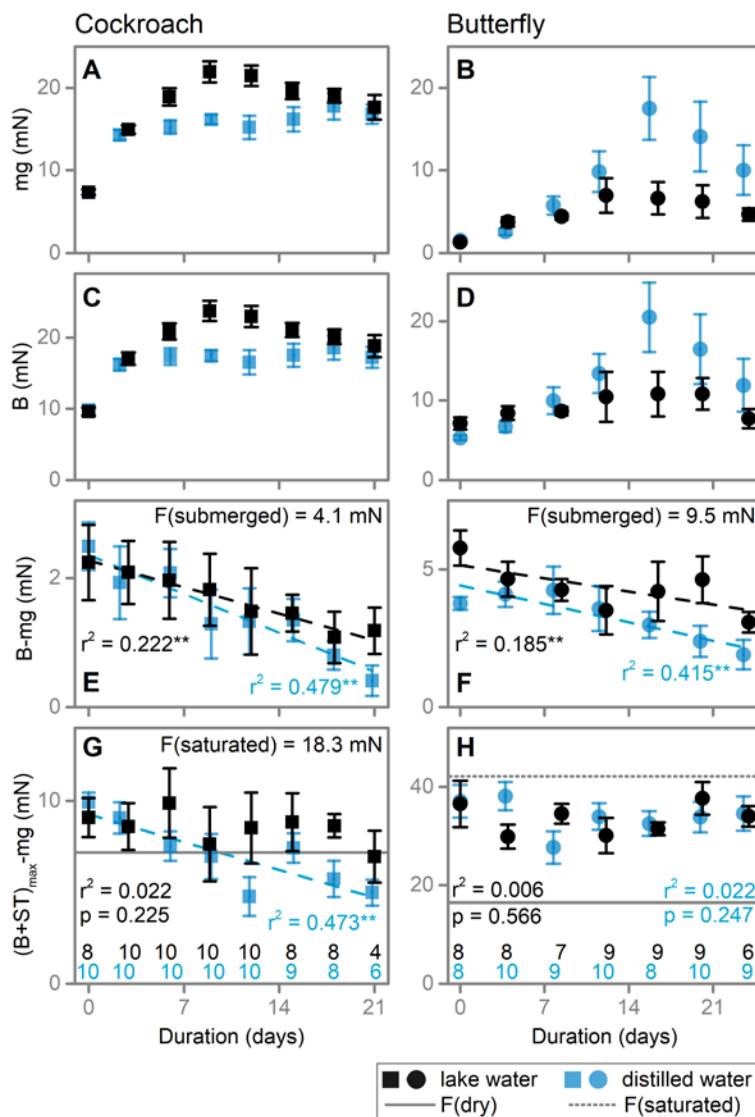 Cockroach
Butterfly
A
B
mg (mN)
20
10
0
20
10
0
C
D
B (mN)
20
10
0
20
10
0
F(submerged) = 4.1 mN
F(submerged) = 9.5 mN
B-mg (mN)
2
0
5
0
r² = 0.222**
r² = 0.185**
E
r² = 0.479**
F
r² = 0.415**
G
F(saturated) = 18.3 mN
H
(B+ST)max-mg (mN)
10
0
40
20
0
r² = 0.022
p = 0.225
r² = 0.473**
r² = 0.006
p = 0.566
r² = 0.022
p = 0.247
8 10 10 10 10 8 8 4
10 10 10 10 10 9 8 6
8 8 7 9 9 9 6
8 10 9 10 8 10 9
0 7 14 21
0 7 14 21
Duration (days)
Duration (days)
lake water
distilled water
F(dry)
F(saturated)